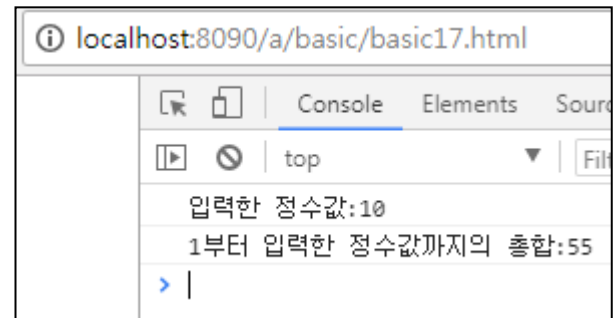 localhost:8090/a/basic/basic17.html
Console Elements Sourc
top Filt
입력한 정수값:10
1부터 입력한 정수값까지의 총합:55
>